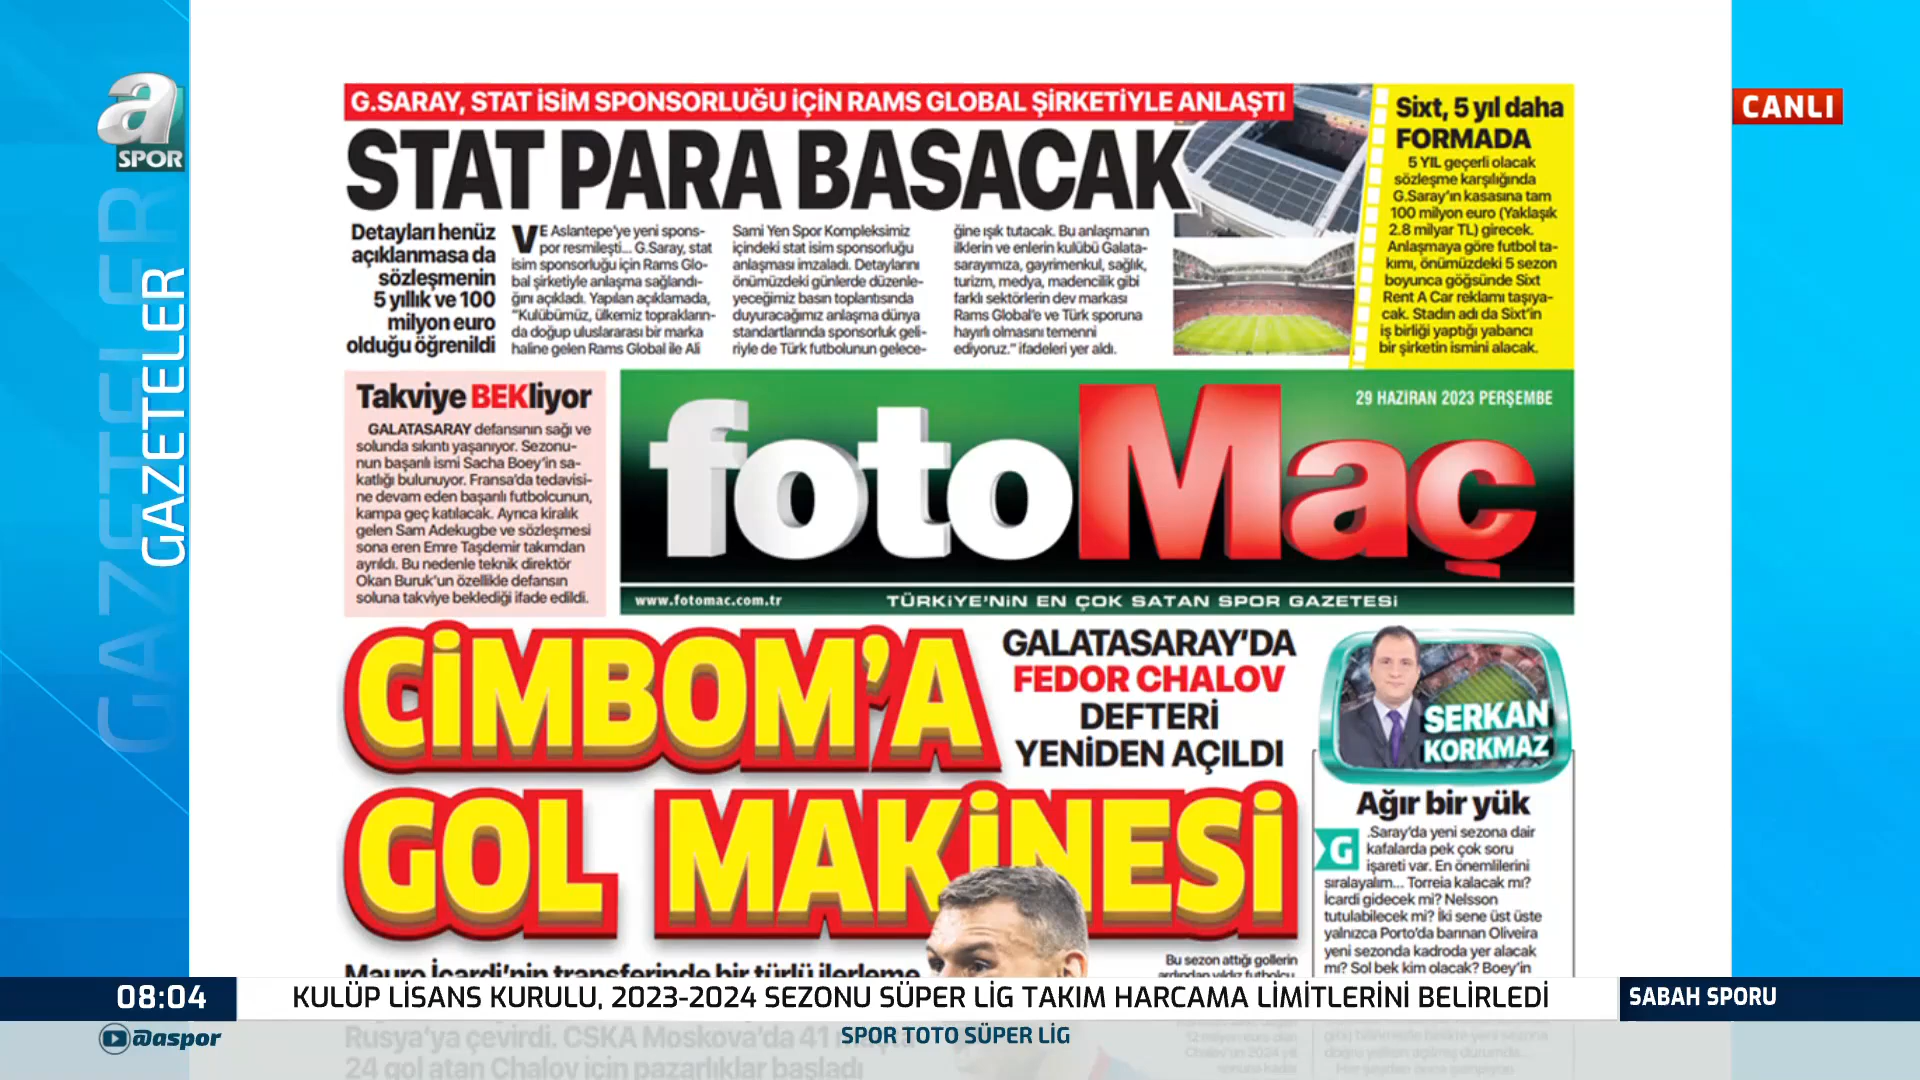 a
SPOR
GAZETELER
GAZETELER
CANLI
G.SARAY, STAT İSİM SPONSORLUĞU İÇİN RAMS GLOBAL ŞİRKETİYLE ANLAŞTI
STAT PARA BASACAK
Detayları henüz
açıklanmasa da
sözleşmenin
5 yıllık ve 100
milyon euro
olduğu öğrenildi
VE Aslantepe'ye yeni spons-
por resmileşti... G.Saray, stat
isim sponsorluğu için Rams Glo-
bal şirketiyle anlaşma sağlandı-
ğını açıkladı. Yapılan açıklamada,
"Kulübümüz, ülkemiz toprakların-
da doğup uluslararası bir marka
haline gelen Rams Global ile Ali
Sami Yen Spor Kompleksimiz
içindeki stat isim sponsorluğu
anlaşması imzaladı. Detaylarını
önümüzdeki günlerde düzenle-
yeceğimiz basın toplantısında
duyuracağımız anlaşma dünya
standartlarında sponsorluk geli-
riyle de Türk futbolunun gelece-
ğine ışık tutacak. Bu anlaşmanın
ilklerin ve enlerin kulübü Galata-
sarayımıza, gayrimenkul, sağlık,
turizm, medya, madencilik gibi
farklı sektörlerin dev markası
Rams Global'e ve Türk sporuna
hayırlı olmasını temenni
ediyoruz." ifadeleri yer aldı.
Sixt, 5 yıl daha
FORMADA
5 YIL geçerli olacak
sözleşme karşılığında
G.Saray'ın kasasına tam
100 milyon euro (Yaklaşık
2.8 milyar TL) girecek.
Anlaşmaya göre futbol ta-
kımı, önümüzdeki 5 sezon
boyunca göğsünde Sixt
Rent A Car reklamı taşıya-
cak. Stadın adı da Sixt'in
iş birliği yaptığı yabancı
bir şirketin ismini alacak.
Takviye BEKliyor
GALATASARAY defansının sağı ve
solunda sıkıntı yaşanıyor. Sezonu-
nun başarılı ismi Sacha Boey'in sa-
katlığı bulunuyor. Fransa'da tedavisi-
ne devam eden başarılı futbolcunun,
kampa geç katılacak. Ayrıca kiralık
gelen Sam Adekugbe ve sözleşmesi
sona eren Emre Taşdemir takımdan
ayrıldı. Bu nedenle teknik direktör
Okan Buruk'un özellikle defansın
soluna takviye beklediği ifade edildi.
29 HAZİRAN 2023 PERŞEMBE
fotoMaç
www.fotomac.com.tr
TÜRKİYE'NİN EN ÇOK SATAN SPOR GAZETESİ
CİMBOM'A
GOL MAKİNESİ
GALATASARAY'DA
FEDOR CHALOV
DEFTERİ
YENİDEN AÇILDI
SERKAN
KORKMAZ
Ağır bir yük
G.Saray'da yeni sezona dair
kafalarda pek çok soru
işareti var. En önemlilerini
sıralayalım... Torreia kalacak mı?
İcardi gidecek mi? Nelsson
tutulabilecek mi? İki sene üst üste
yalnızca Porto'da barınan Oliveira
yeni sezonda kadroda yer alacak
mı? Sol bek kim olacak? Boey'in
Bu sezon attığı gollerin
ardından yıldız futbolcu,
Mauro İcardi'nin transferinde bir türlü ilerleme
08:04
KULÜP LİSANS KURULU, 2023-2024 SEZONU SÜPER LİG TAKIM HARCAMA LİMİTLERİNİ BELİRLEDİ
SABAH SPORU
@aspor
SPOR TOTO SÜPER LİG
Rusya'ya çevirdi. CSKA Moskova'da 41 maçta
24 gol atan Chalov için pazarlıklar başladı